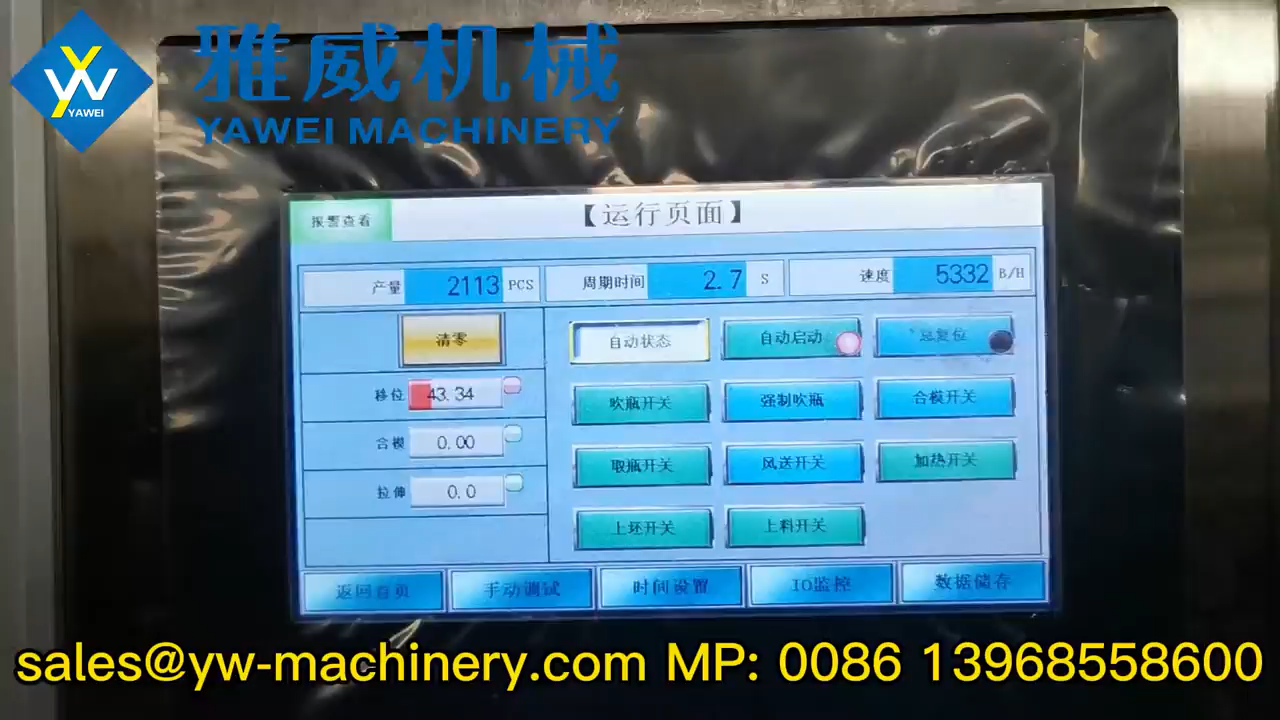 雅威机械
YAWEI
YAWEI MACHINERY
报警查看
【运行页面】
产量 2113 PCS 周期时间 2.7 S 速度 5332 B/H
清零 自动状态 自动启动 总复位
移位 43.34 吹瓶开关 强制吹瓶 合模开关
合模 0.00 取瓶开关 风送开关 加热开关
拉伸 0.0 上坯开关 上料开关
返回首页 手动调试 时间设置 IO监控 数据储存
sales@yw-machinery.com MP: 0086 13968558600